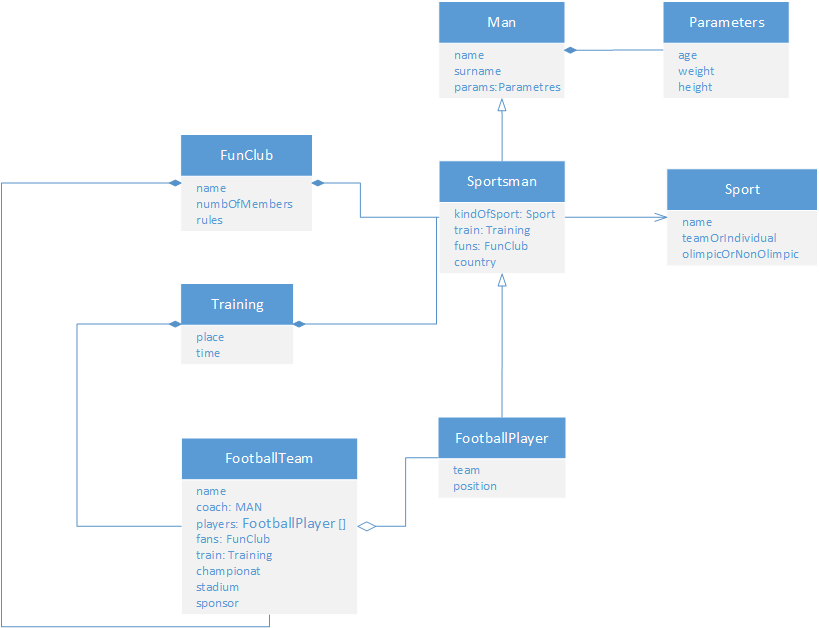 Man
name
surname
params:Parametres
Parameters
age
weight
height
FunClub
name
numbOfMembers
rules
Sportsman
kindOfSport: Sport
train: Training
funs: FunClub
country
Sport
name
teamOrIndividual
olimpicOrNonOlimpic
Training
place
time
FootballTeam
name
coach: MAN
players: FootballPlayer []
fans: FunClub
train: Training
championat
stadium
sponsor
FootballPlayer
team
position